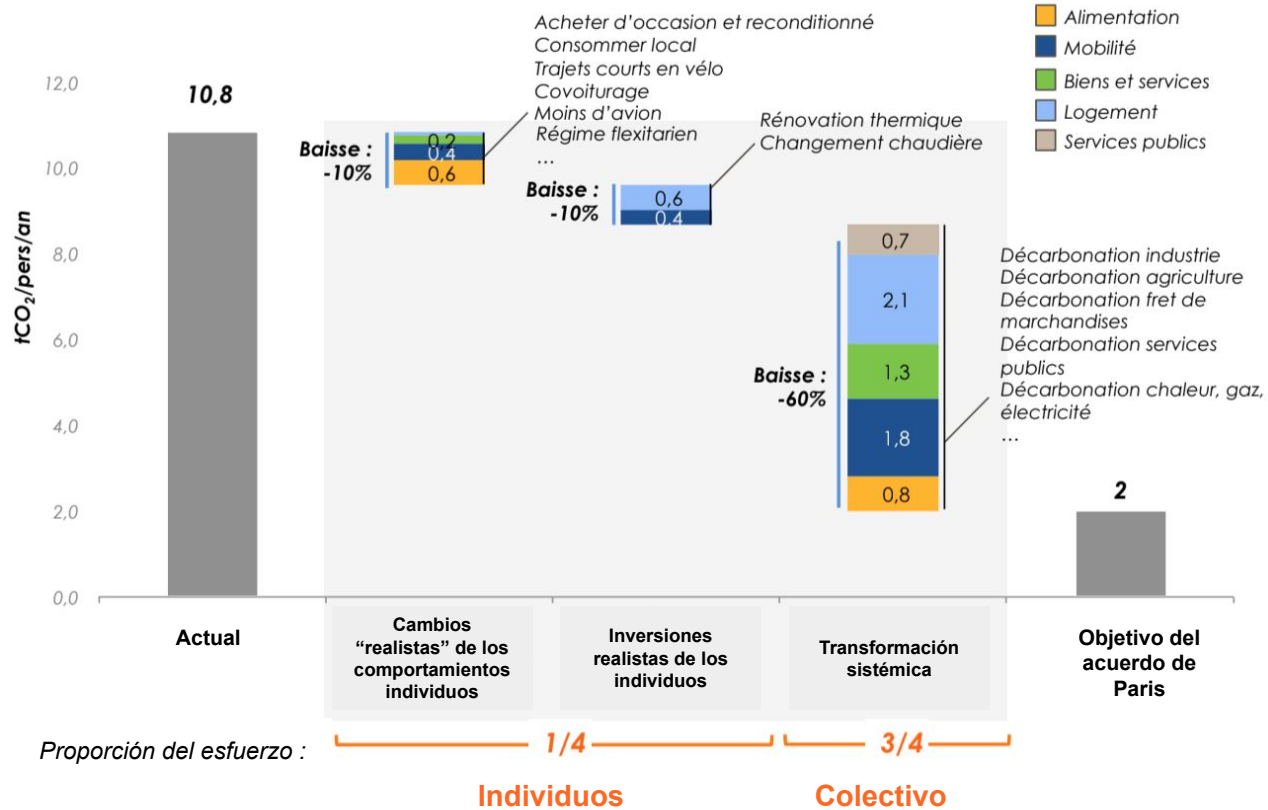 Acheter d’occasion et reconditionné
Consommer local
Trajets courts en vélo
Covoiturage
Moins d’avion
Régime flexitarien
...
Alimentation
Mobilité
Biens et services
Logement
Services publics
tCO₂/pers/an
12,0
10,0
8,0
6,0
4,0
2,0
0,0
10,8
Baisse :
-10%
0,2
0,4
0,6
Rénovation thermique
Changement chaudière
Baisse :
-10%
0,6
0,4
Baisse :
-60%
0,7
2,1
1,3
1,8
0,8
Décarbonation industrie
Décarbonation agriculture
Décarbonation fret de
marchandises
Décarbonation services
publics
Décarbonation chaleur, gaz,
électricité
...
2
Actual
Cambios
“realistas” de los
comportamientos
individuos
Inversiones
realistas de los
individuos
Transformación
sistémica
Objetivo del
acuerdo de
Paris
Proporción del esfuerzo :
1/4
3/4
Individuos
Colectivo